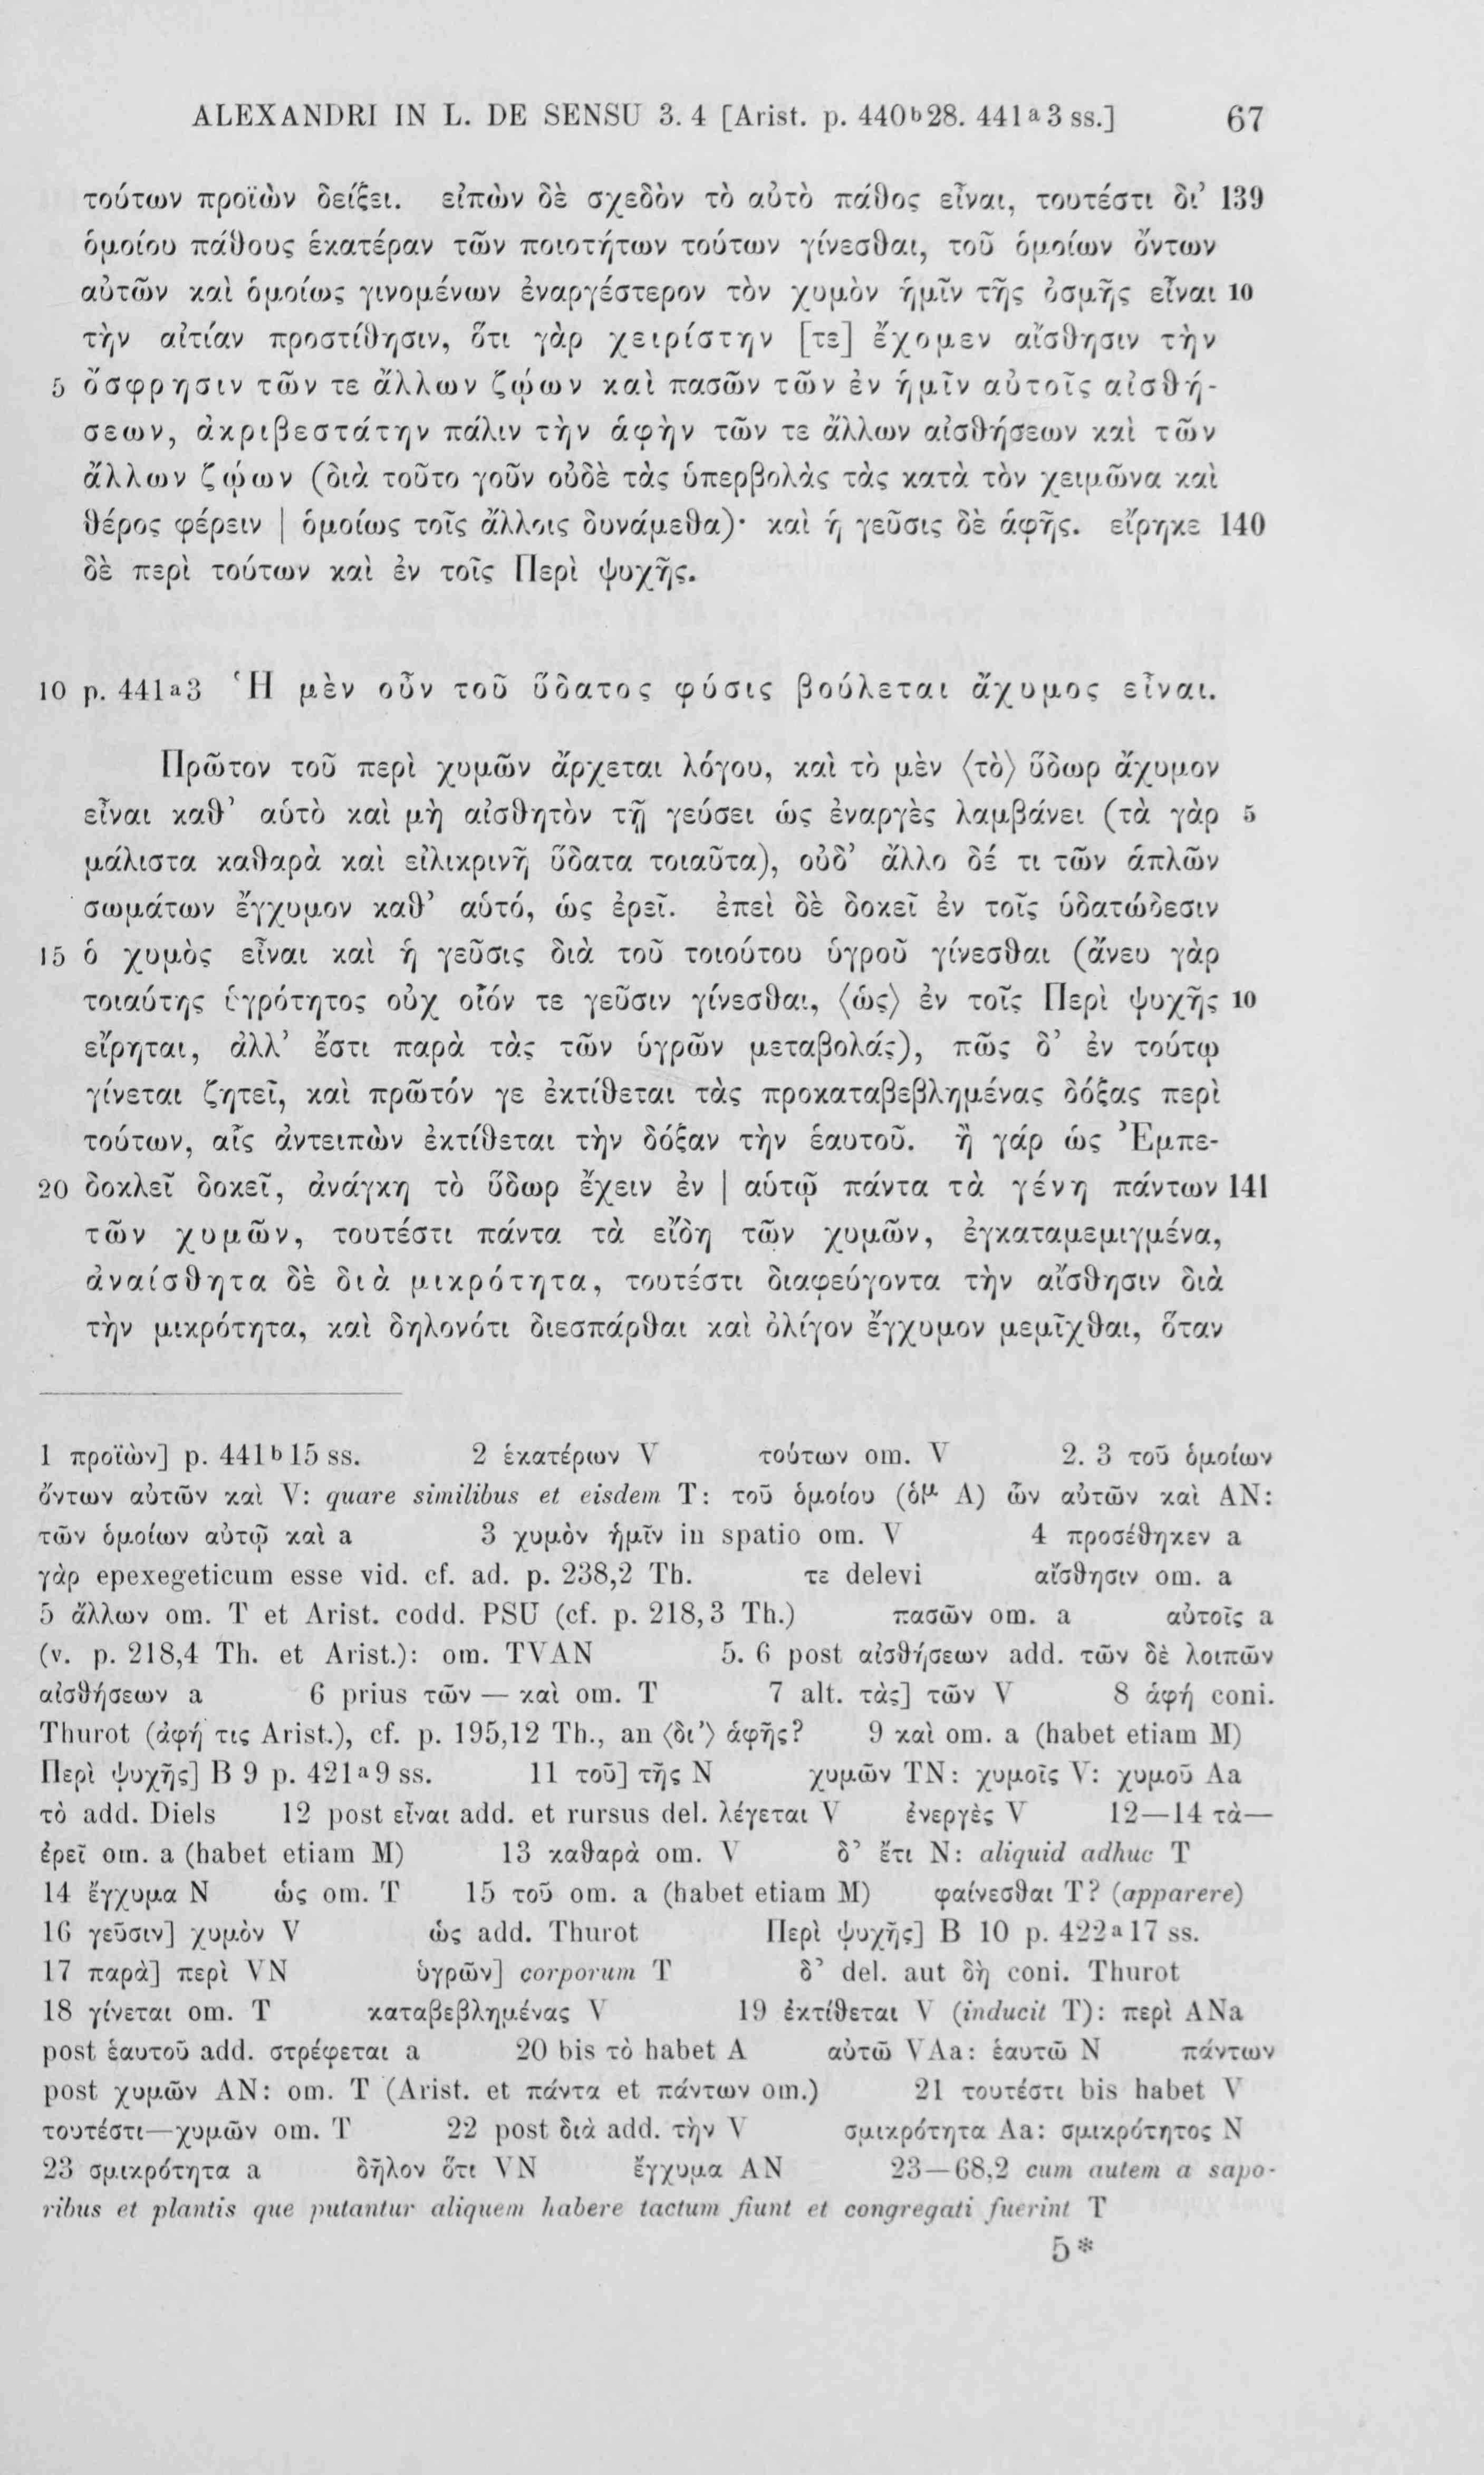 ALEXANDRI IN L. DE SENSU 3. 4 [Arist. p. 440b28. 441a3 ss.] 67
τούτων προϊὼν δείξει. εἰπὼν δὲ σχεδὸν τὸ αὐτὸ πάθος εἶναι, τουτέστι δι’ 139
ὁμοίου πάθους ἑκατέραν τῶν ποιοτήτων τούτων γίνεσθαι, τοῦ ὁμοίων ὄντων
αὐτῶν καὶ ὁμοίως γινομένων ἐναργέστερον τὸν χυμὸν ἡμῖν τῆς ὀσμῆς εἶναι 10
τὴν αἰτίαν προστίθησιν, ὅτι γὰρ χειρίστην [τε] ἔχομεν αἴσθησιν τὴν
5 ὄσφρησιν τῶν τε ἄλλων ζῴων καὶ πασῶν τῶν ἐν ἡμῖν αὐτοῖς αἰσθή-
σεων, ἀκριβεστάτην πάλιν τὴν ἁφὴν τῶν τε ἄλλων αἰσθήσεων καὶ τῶν
ἄλλων ζῴων (διὰ τοῦτο γοῦν οὐδὲ τὰς ὑπερβολὰς τὰς κατὰ τὸν χειμῶνα καὶ
θέρος φέρειν | ὁμοίως τοῖς ἄλλοις δυνάμεθα)· καὶ ἡ γεῦσις δὲ ἁφῆς. εἴρηκε 140
δὲ περὶ τούτων καὶ ἐν τοῖς Περὶ ψυχῆς.
10 p. 441a3 Ἡ μὲν οὖν τοῦ ὕδατος φύσις βούλεται ἄχυμος εἶναι.
Πρῶτον τοῦ περὶ χυμῶν ἄρχεται λόγου, καὶ τὸ μὲν ⟨τὸ⟩ ὕδωρ ἄχυμον
εἶναι καθ’ αὑτὸ καὶ μὴ αἰσθητὸν τῇ γεύσει ὡς ἐναργὲς λαμβάνει (τὰ γὰρ 5
μάλιστα καθαρὰ καὶ εἰλικρινῆ ὕδατα τοιαῦτα), οὐδ’ ἄλλο δέ τι τῶν ἁπλῶν
σωμάτων ἔγχυμον καθ’ αὑτό, ὡς ἐρεῖ. ἐπεὶ δὲ δοκεῖ ἐν τοῖς ὑδατώδεσιν
15 ὁ χυμὸς εἶναι καὶ ἡ γεῦσις διὰ τοῦ τοιούτου ὑγροῦ γίνεσθαι (ἄνευ γὰρ
τοιαύτης ὑγρότητος οὐχ οἷόν τε γεῦσιν γίνεσθαι, ⟨ὡς⟩ ἐν τοῖς Περὶ ψυχῆς 10
εἴρηται, ἀλλ’ ἔστι παρὰ τὰς τῶν ὑγρῶν μεταβολάς), πῶς δ’ ἐν τούτῳ
γίνεται ζητεῖ, καὶ πρῶτόν γε ἐκτίθεται τὰς προκαταβεβλημένας δόξας περὶ
τούτων, αἷς ἀντειπὼν ἐκτίθεται τὴν δόξαν τὴν ἑαυτοῦ. ἢ γάρ ὡς Ἐμπε-
20 δοκλεῖ δοκεῖ, ἀνάγκη τὸ ὕδωρ ἔχειν ἐν | αὑτῷ πάντα τὰ γένη πάντων 141
τῶν χυμῶν, τουτέστι πάντα τὰ εἴδη τῶν χυμῶν, ἐγκαταμεμιγμένα,
ἀναίσθητα δὲ διὰ μικρότητα, τουτέστι διαφεύγοντα τὴν αἴσθησιν διὰ
τὴν μικρότητα, καὶ δηλονότι διεσπάρθαι καὶ ὀλίγον ἔγχυμον μεμῖχθαι, ὅταν
1 προϊὼν] p. 441b15 ss. 2 ἑκατέρων V τούτων om. V 2. 3 τοῦ ὁμοίων
ὄντων αὐτῶν καὶ V: quare similibus et eisdem T: τοῦ ὁμοίου (ὁμ A) ὧν αὐτῶν καὶ AN:
τῶν ὁμοίων αὐτῷ καὶ a 3 χυμὸν ἡμῖν in spatio om. V 4 προσέθηκεν a
γὰρ epexegeticum esse vid. cf. ad. p. 238,2 Th. τε delevi αἴσθησιν om. a
5 ἄλλων om. T et Arist. codd. PSU (cf. p. 218,3 Th.) πασῶν om. a αὐτοῖς a
(v. p. 218,4 Th. et Arist.): om. TVAN 5. 6 post αἰσθήσεων add. τῶν δὲ λοιπῶν
αἰσθήσεων a 6 prius τῶν — καὶ om. T 7 alt. τὰς] τῶν V 8 ἁφή coni.
Thurot (ἁφή τις Arist.), cf. p. 195,12 Th., an ⟨δι’⟩ ἁφῆς? 9 καὶ om. a (habet etiam M)
Περὶ ψυχῆς] B 9 p. 421a9 ss. 11 τοῦ] τῆς N χυμῶν TN: χυμοῖς V: χυμοῦ Aa
τὸ add. Diels 12 post εἶναι add. et rursus del. λέγεται V ἐνεργὲς V 12—14 τὰ—
ἐρεῖ om. a (habet etiam M) 13 καθαρὰ om. V δ’ ἔτι N: aliquid adhuc T
14 ἔγχυμα N ὡς om. T 15 τοῦ om. a (habet etiam M) φαίνεσθαι T? (apparere)
16 γεῦσιν] χυμὸν V ὡς add. Thurot Περὶ ψυχῆς] B 10 p. 422a17 ss.
17 παρὰ] περὶ VN ὑγρῶν] corporum T δ’ del. aut δὴ coni. Thurot
18 γίνεται om. T καταβεβλημένας V 19 ἐκτίθεται V (inducit T): περὶ ANa
post ἑαυτοῦ add. στρέφεται a 20 bis τὸ habet A αὐτῶ VAa: ἑαυτῶ N πάντων
post χυμῶν AN: om. T (Arist. et πάντα et πάντων om.) 21 τουτέστι bis habet V
τουτέστι—χυμῶν om. T 22 post διὰ add. τὴν V σμικρότητα Aa: σμικρότητος N
23 σμικρότητα a δῆλον ὅτι VN ἔγχυμα AN 23—68,2 cum autem a sapo-
ribus et plantis que putantur aliquem habere tactum fiunt et congregati fuerint T
5*